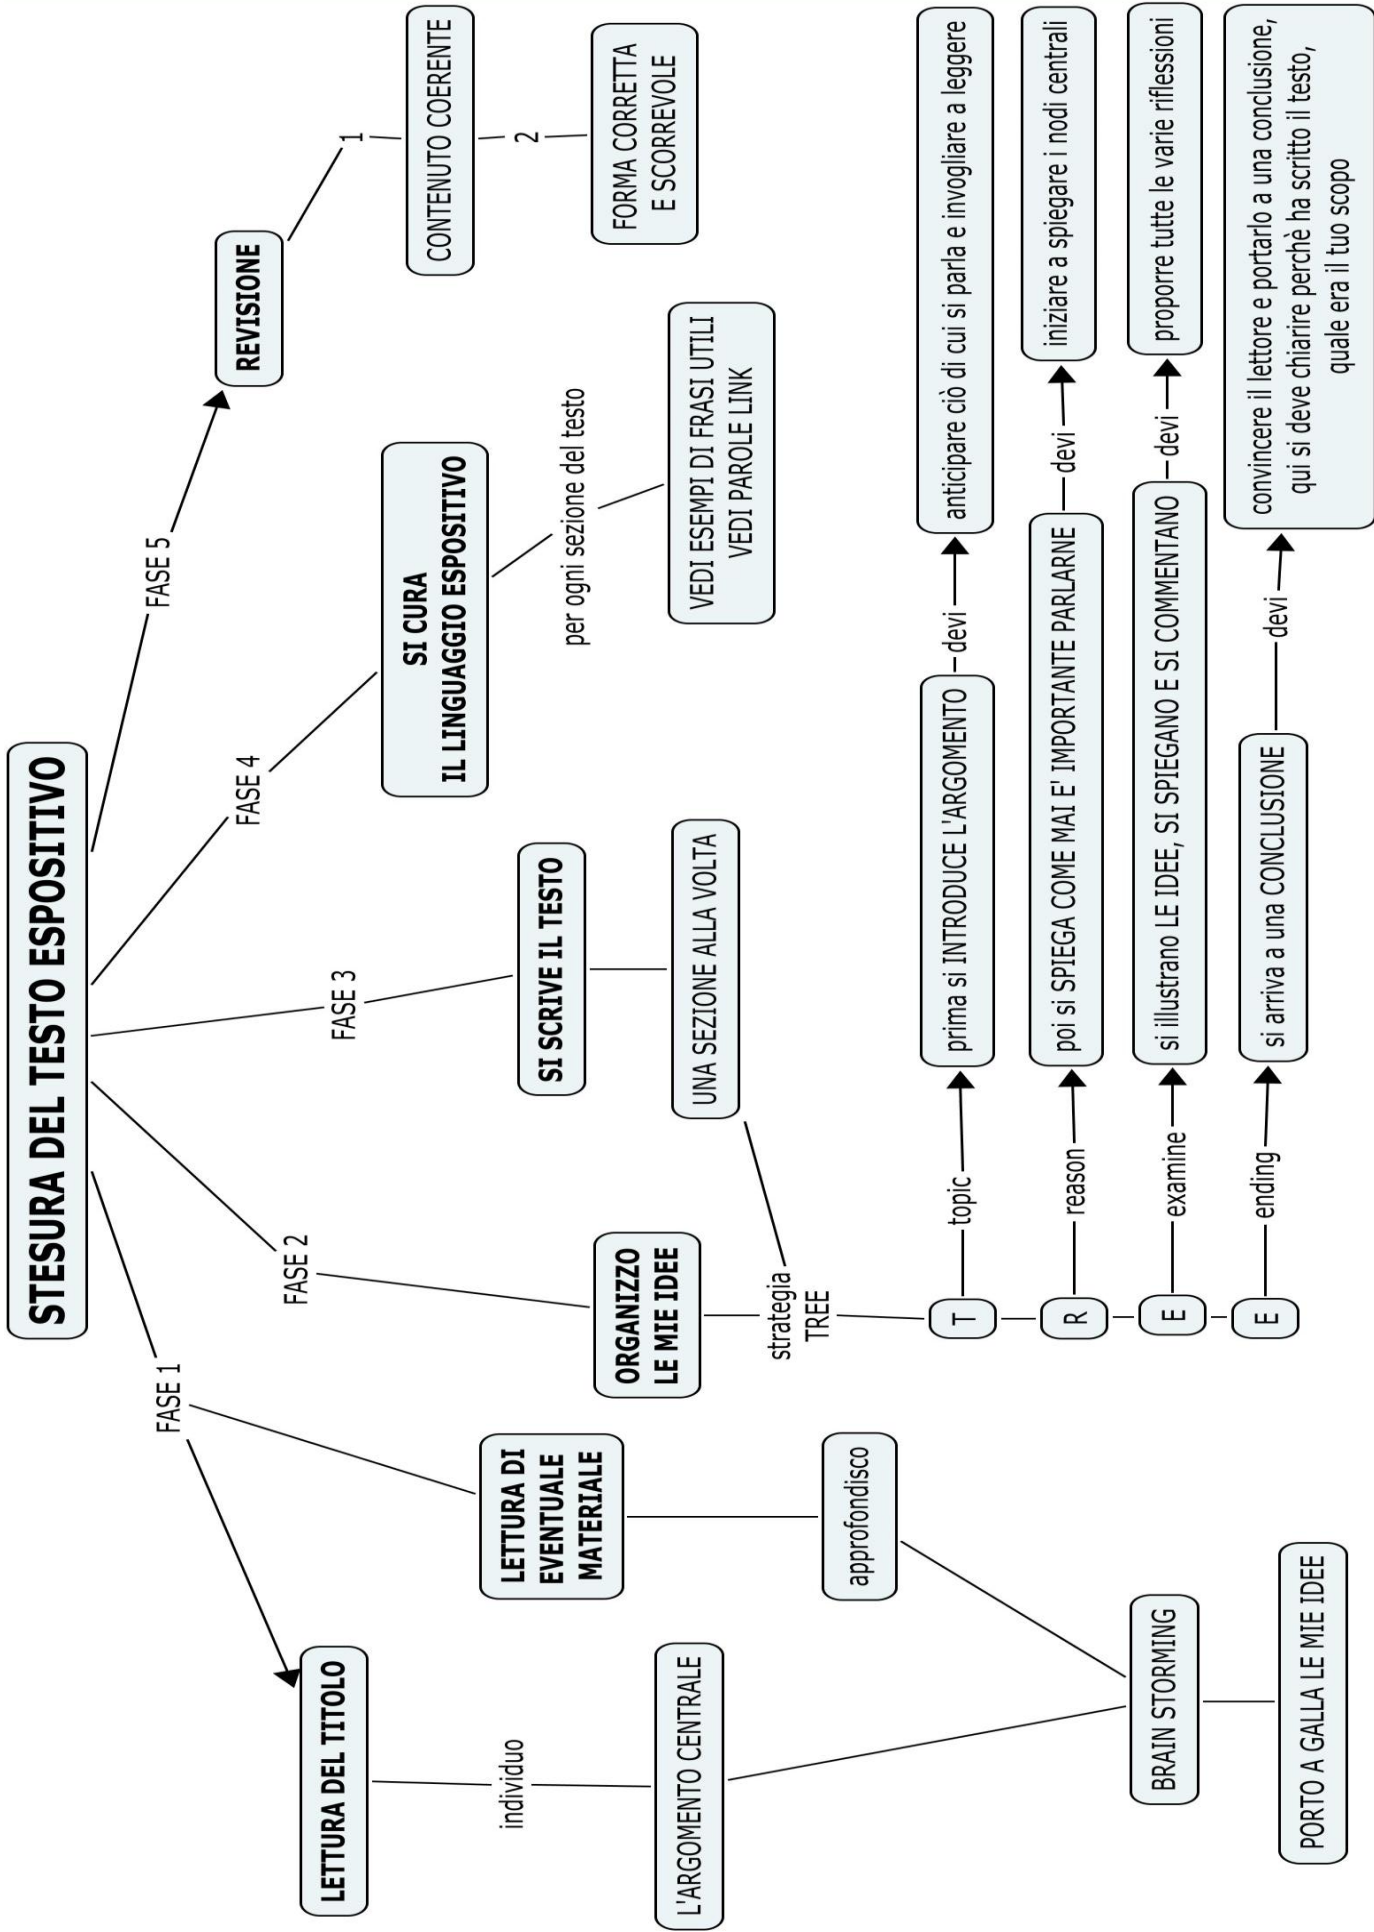 STESURA DEL TESTO ESPOSITIVO
FASE 1
LETTURA DEL TITOLO
individuo
L'ARGOMENTO CENTRALE
LETTURA DI
EVENTUALE
MATERIALE
approfondisco
BRAIN STORMING
PORTO A GALLA LE MIE IDEE
FASE 2
ORGANIZZO
LE MIE IDEE
strategia
TREE
FASE 3
SI SCRIVE IL TESTO
UNA SEZIONE ALLA VOLTA
FASE 4
SI CURA
IL LINGUAGGIO ESPOSITIVO
per ogni sezione del testo
VEDI ESEMPI DI FRASI UTILI
VEDI PAROLE LINK
FASE 5
REVISIONE
1
CONTENUTO COERENTE
2
FORMA CORRETTA
E SCORREVOLE
T
topic
prima si INTRODUCE L'ARGOMENTO
devi
anticipare ciò di cui si parla e invogliare a leggere
R
reason
poi si SPIEGA COME MAI E' IMPORTANTE PARLARNE
devi
iniziare a spiegare i nodi centrali
E
examine
si illustrano LE IDEE, SI SPIEGANO E SI COMMENTANO
devi
proporre tutte le varie riflessioni
E
ending
si arriva a una CONCLUSIONE
devi
convincere il lettore e portarlo a una conclusione,
qui si deve chiarire perchè ha scritto il testo,
quale era il tuo scopo